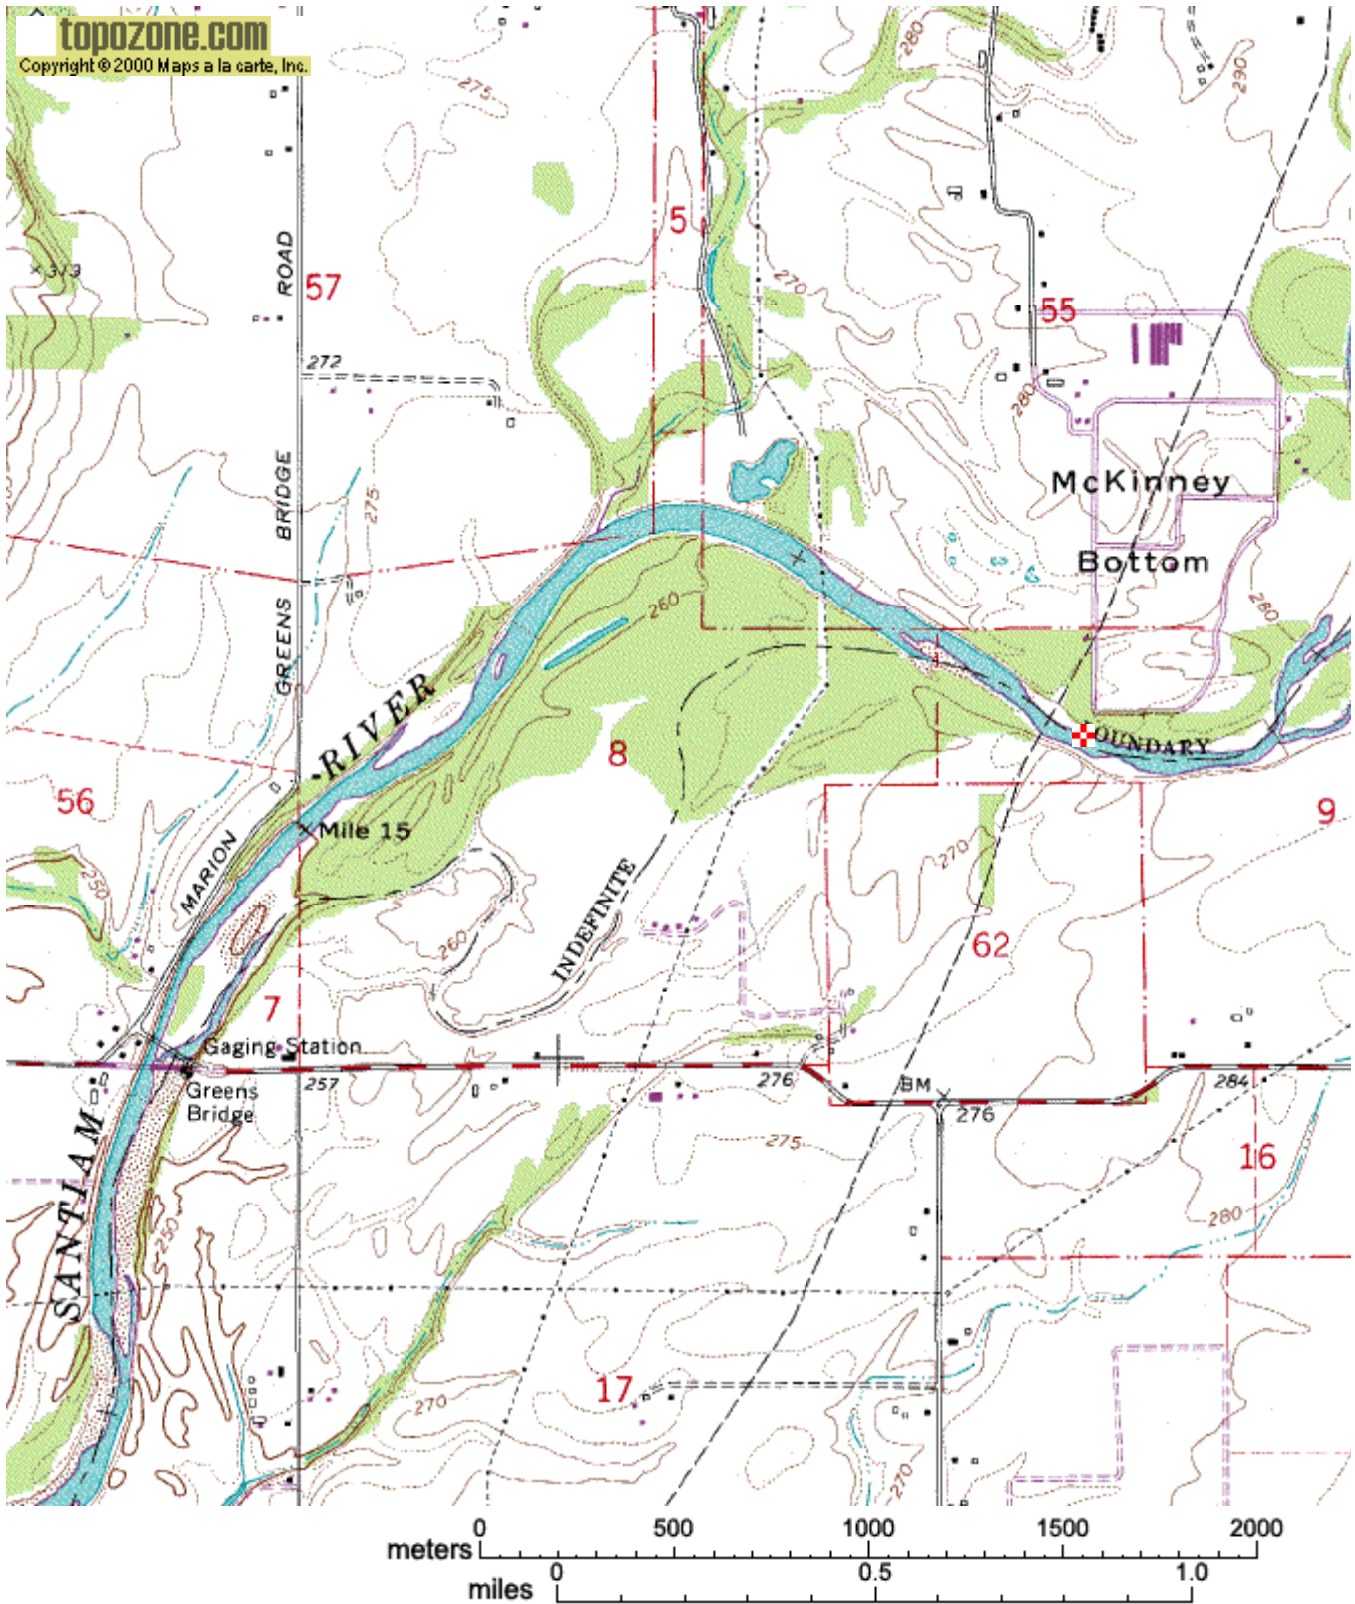 topozone.com
Copyright © 2000 Maps a la carte, Inc.
275
280
290
5
× 313
ROAD
57
270
55
272
280
BRIDGE
275
McKinney
Bottom
GREENS
260
280
RIVER
OUNDARY
8
56
Mile 15
9
MARION
250
270
INDEFINITE
260
62
7
Gaging Station
257
276
BM
276
284
Greens
Bridge
275
16
SANTIAM
250
280
17
270
270
0 500 1000 1500 2000
meters
0 0.5 1.0
miles